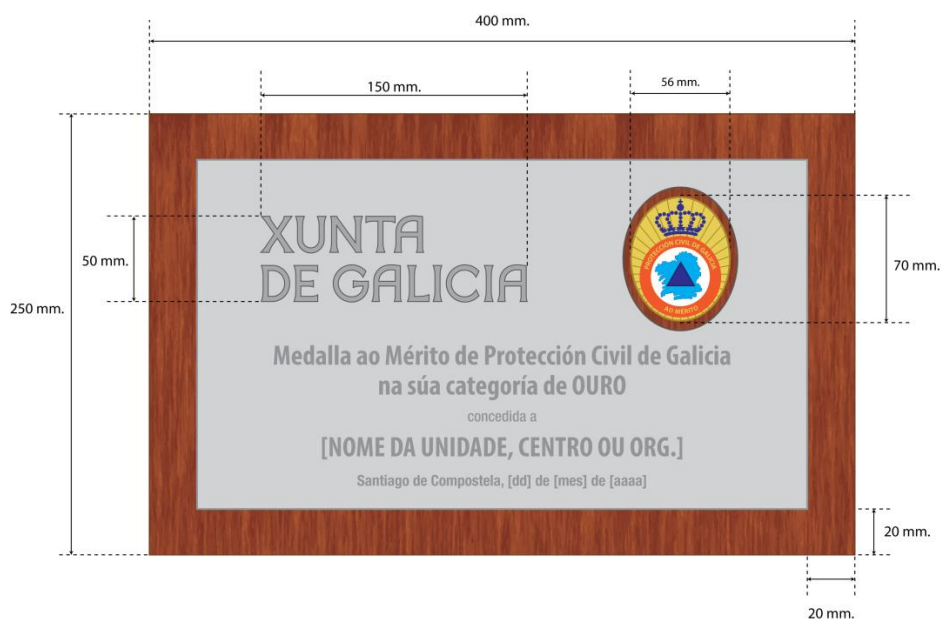 400 mm.
150 mm.
56 mm.
XUNTA
DE GALICIA
50 mm.
PROTECCIÓN CIVIL DE GALICIA
AO MÉRITO
70 mm.
250 mm.
Medalla ao Mérito de Protección Civil de Galicia
na súa categoría de OURO
concedida a
[NOME DA UNIDADE, CENTRO OU ORG.]
Santiago de Compostela, [dd] de [mes] de [aaaa]
20 mm.
20 mm.